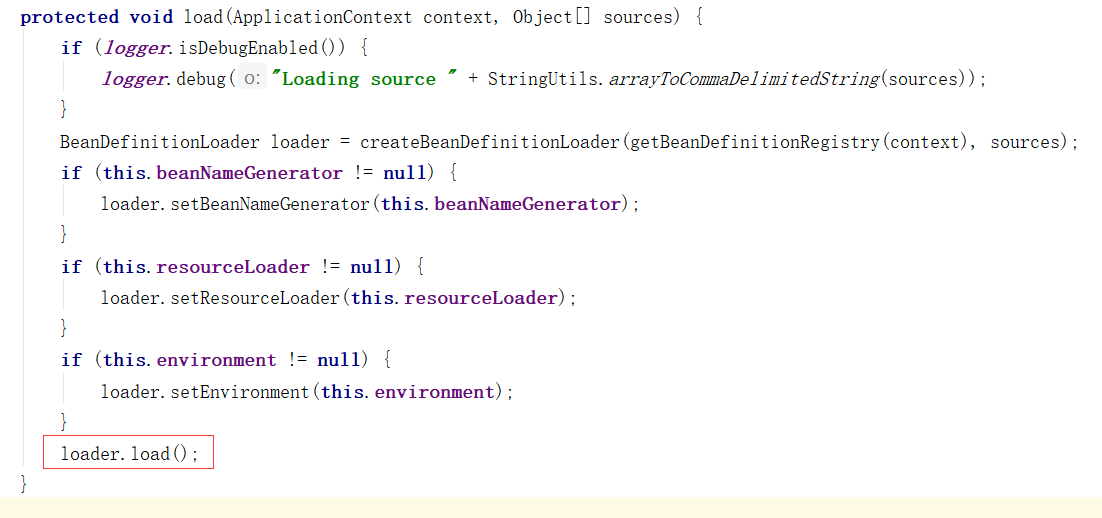 protected void load(ApplicationContext context, Object[] sources) {
if (logger.isDebugEnabled()) {
logger.debug( o: "Loading source " + StringUtils.arrayToCommaDelimitedString(sources));
}
BeanDefinitionLoader loader = createBeanDefinitionLoader(getBeanDefinitionRegistry(context), sources);
if (this.beanNameGenerator != null) {
loader.setBeanNameGenerator(this.beanNameGenerator);
}
if (this.resourceLoader != null) {
loader.setResourceLoader(this.resourceLoader);
}
if (this.environment != null) {
loader.setEnvironment(this.environment);
}
loader.load();
}